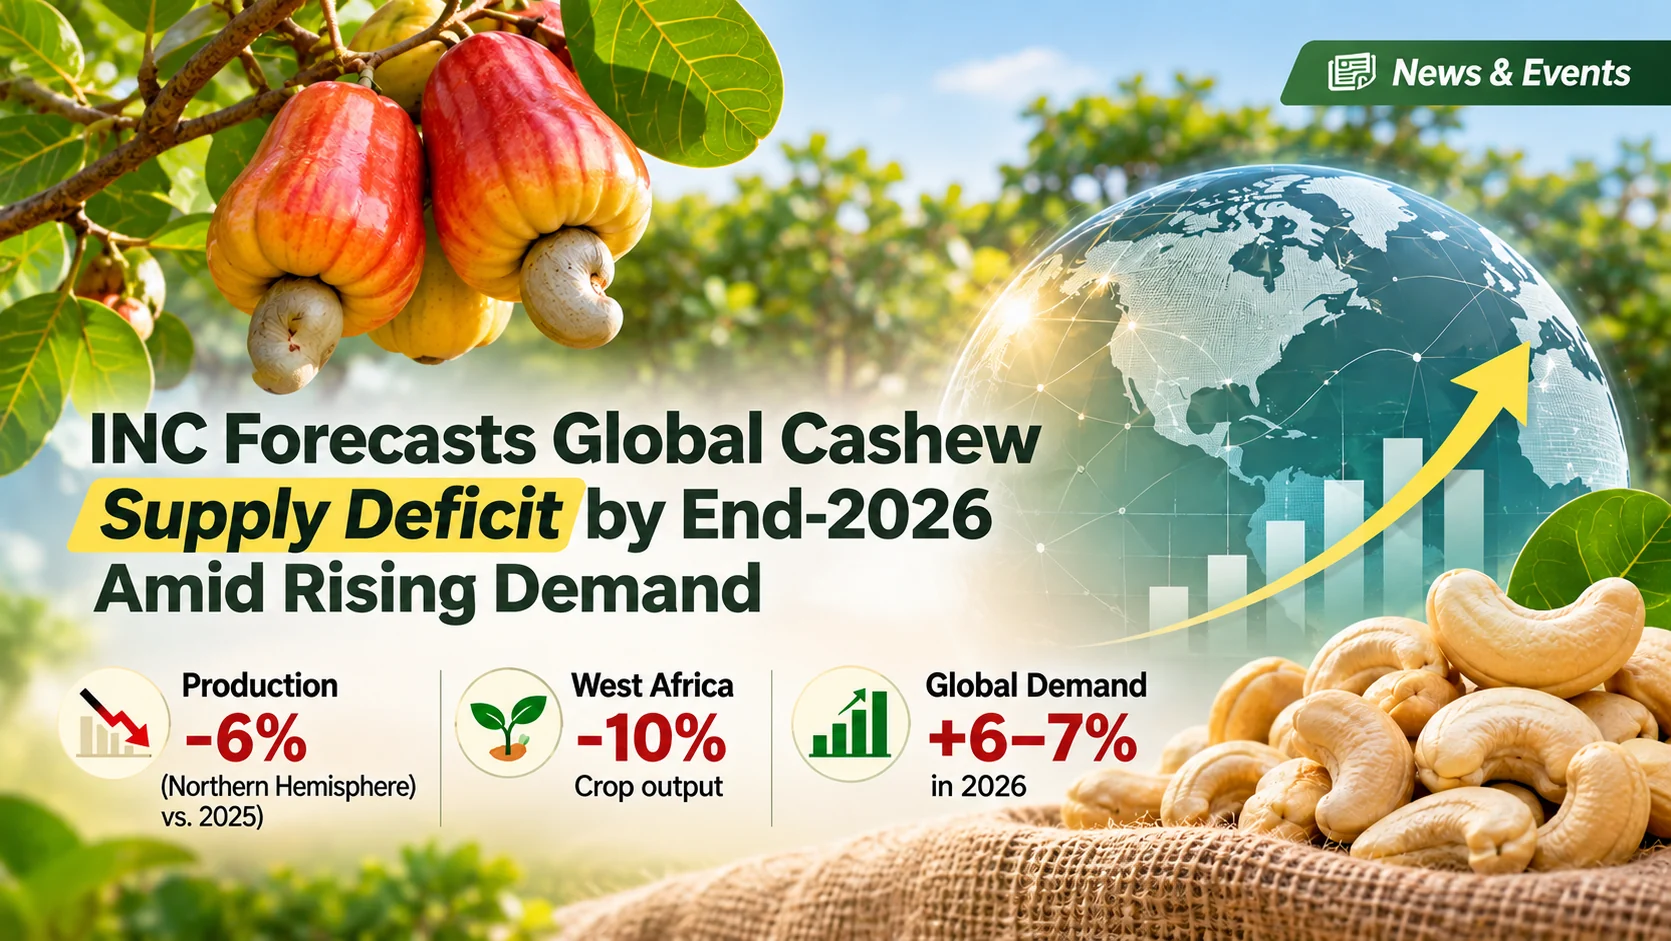 News & Events
INC Forecasts Global Cashew
Supply Deficit by End-2026
Amid Rising Demand
Production
-6%
(Northern Hemisphere)
vs. 2025)
West Africa
-10%
Crop output
Global Demand
+6–7%
in 2026